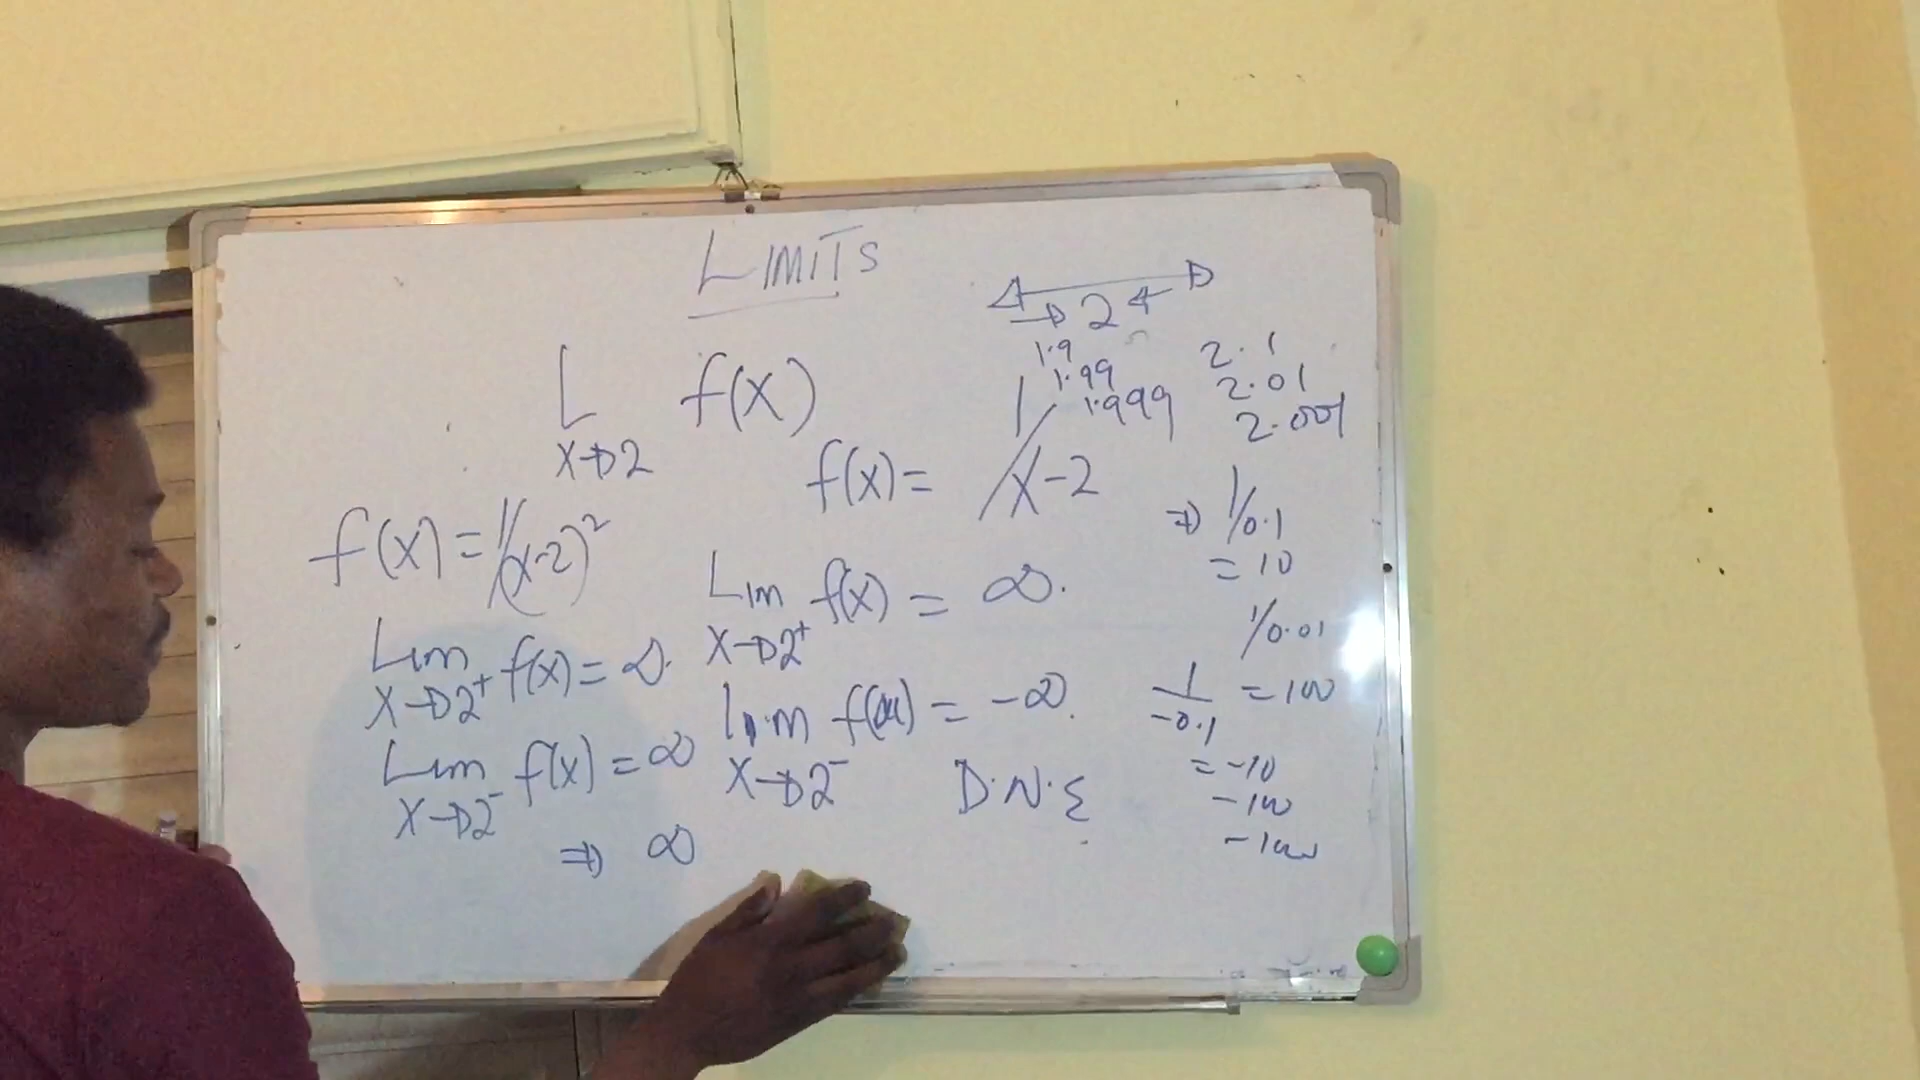 LIMITS
→ 2 ←
1.9
1.99
1.999
2.1
2.01
2.001
L f(x)
x→2
f(x) = 1/x-2
f(x) = 1/(x-2)²
⇒ 1/0.1
= 10
1/0.01
= 100
Lim f(x) = ∞.
x→2⁺
Lim f(x) = ∞.
x→2⁺
lim f(x) = -∞.
x→2⁻
D.N.E
1/-0.1
= -10
-100
-1000
Lim f(x) = ∞
x→2⁻
⇒ ∞